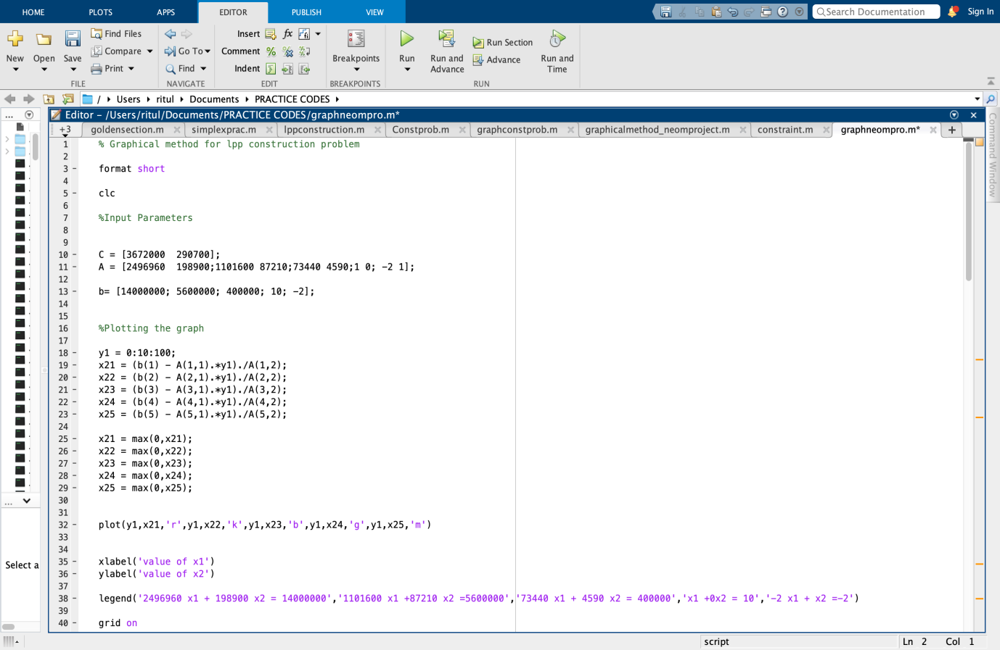 HOME PLOTS APPS EDITOR PUBLISH VIEW Search Documentation Sign In
New Open Save Find Files Compare Print Go To Find Insert fx Comment Indent Breakpoints Run Run and Advance Run Section Advance Run and Time
FILE NAVIGATE EDIT BREAKPOINTS RUN
/ Users ritul Documents PRACTICE CODES
Editor - /Users/ritul/Documents/PRACTICE CODES/graphneompro.m*
+3 goldensection.m simplexprac.m lppconstruction.m Constprob.m graphconstprob.m graphicalmethod_neomproject.m constraint.m graphneompro.m* +
1 % Graphical method for lpp construction problem
2
3 - format short
4
5 - clc
6
7 %Input Parameters
8
9
10 - C = [3672000  290700];
11 - A = [2496960  198900;1101600 87210;73440 4590;1 0; -2 1];
12
13 - b= [14000000; 5600000; 400000; 10; -2];
14
15
16 %Plotting the graph
17
18 - y1 = 0:10:100;
19 - x21 = (b(1) - A(1,1).*y1)./A(1,2);
20 - x22 = (b(2) - A(2,1).*y1)./A(2,2);
21 - x23 = (b(3) - A(3,1).*y1)./A(3,2);
22 - x24 = (b(4) - A(4,1).*y1)./A(4,2);
23 - x25 = (b(5) - A(5,1).*y1)./A(5,2);
24
25 - x21 = max(0,x21);
26 - x22 = max(0,x22);
27 - x23 = max(0,x23);
28 - x24 = max(0,x24);
29 - x25 = max(0,x25);
30
31
32 - plot(y1,x21,'r',y1,x22,'k',y1,x23,'b',y1,x24,'g',y1,x25,'m')
33
34
35 - xlabel('value of x1')
36 - ylabel('value of x2')
37
38 - legend('2496960 x1 + 198900 x2 = 14000000','1101600 x1 +87210 x2 =5600000','73440 x1 + 4590 x2 = 400000','x1 +0x2 = 10','-2 x1 + x2 =-2')
39
40 - grid on
Command Window
Select a
script Ln 2 Col 1